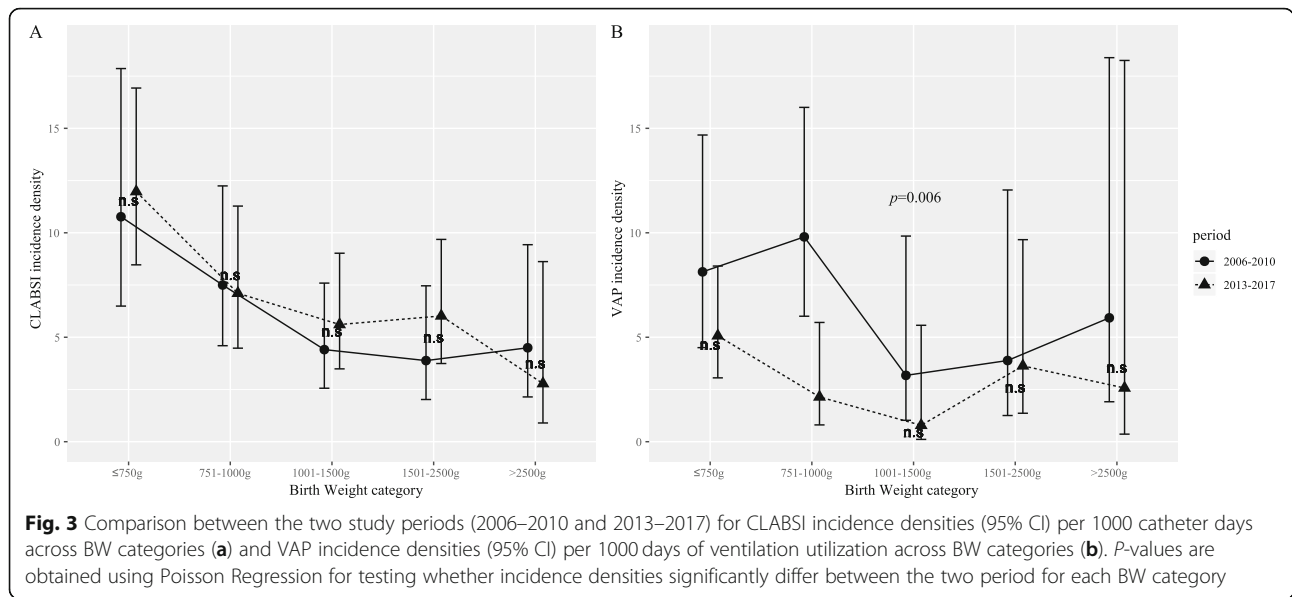 A
CLABSI incidence density
15
10
5
0
n.s
n.s
n.s
n.s
n.s
≤750g 751-1000g 1001-1500g 1501-2500g >2500g
Birth Weight category
B
VAP incidence density
15
10
5
0
p=0.006
n.s
n.s
n.s
n.s
≤750g 751-1000g 1001-1500g 1501-2500g >2500g
Birth Weight category
period
2006-2010
2013-2017
Fig. 3 Comparison between the two study periods (2006–2010 and 2013–2017) for CLABSI incidence densities (95% CI) per 1000 catheter days
across BW categories (a) and VAP incidence densities (95% CI) per 1000 days of ventilation utilization across BW categories (b). P-values are
obtained using Poisson Regression for testing whether incidence densities significantly differ between the two period for each BW category